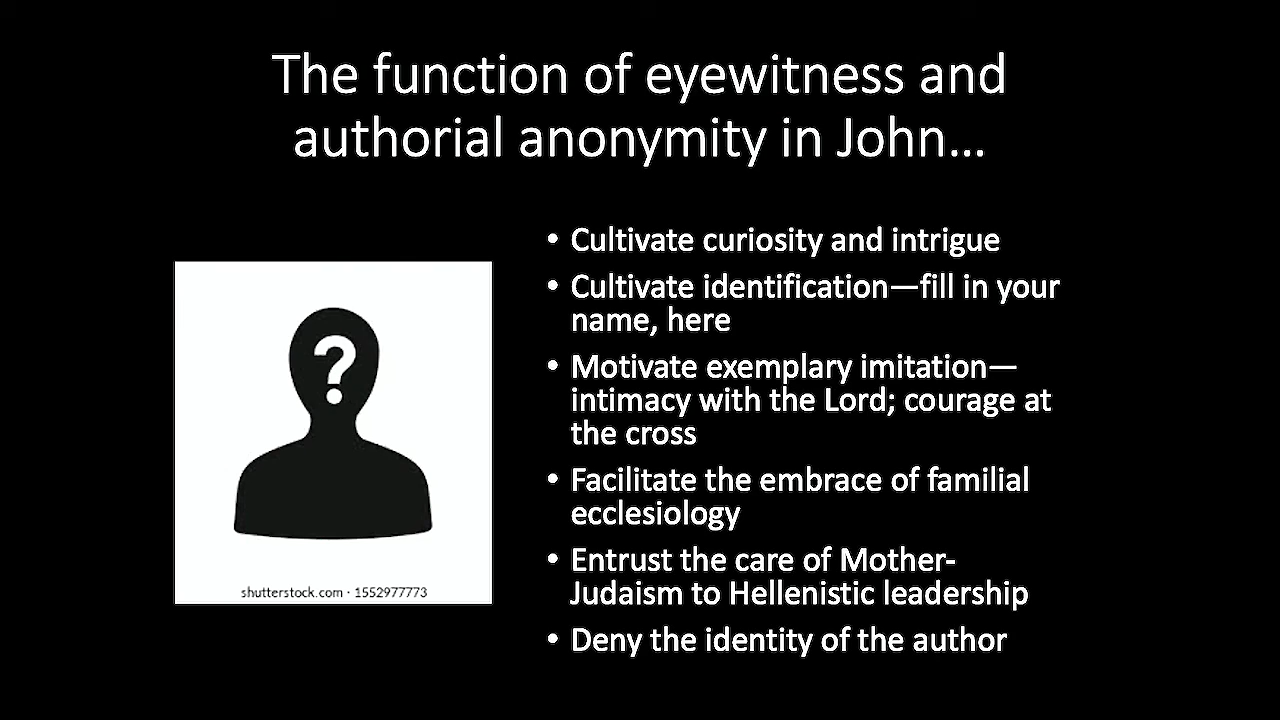 The function of eyewitness and
authorial anonymity in John...
• Cultivate curiosity and intrigue
• Cultivate identification—fill in your
name, here
• Motivate exemplary imitation—
intimacy with the Lord; courage at
the cross
• Facilitate the embrace of familial
ecclesiology
• Entrust the care of Mother-
Judaism to Hellenistic leadership
• Deny the identity of the author
?
shutterstock.com · 1552977773